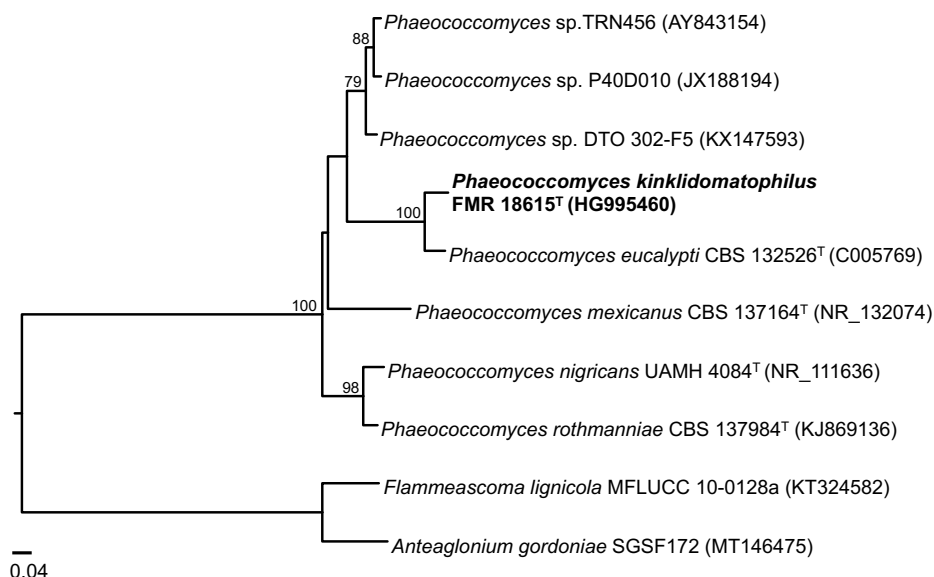 88
Phaeococcomyces sp.TRN456 (AY843154)
79
Phaeococcomyces sp. P40D010 (JX188194)
Phaeococcomyces sp. DTO 302-F5 (KX147593)
Phaeococcomyces kinklidomatophilus
100
FMR 18615ᵀ (HG995460)
Phaeococcomyces eucalypti CBS 132526ᵀ (C005769)
100
Phaeococcomyces mexicanus CBS 137164ᵀ (NR_132074)
98
Phaeococcomyces nigricans UAMH 4084ᵀ (NR_111636)
Phaeococcomyces rothmanniae CBS 137984ᵀ (KJ869136)
Flammeascoma lignicola MFLUCC 10-0128a (KT324582)
Anteaglonium gordoniae SGSF172 (MT146475)
0.04